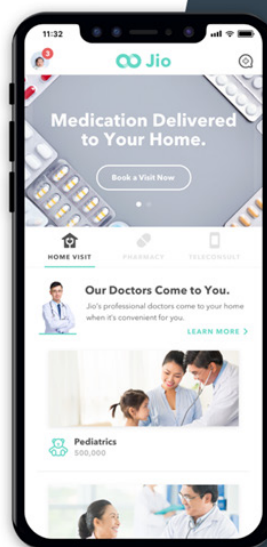 11:32
3
Jio
Medication Delivered
to Your Home.
Book a Visit Now
HOME VISIT
PHARMACY
TELECONSULT
Our Doctors Come to You.
Jio's professional doctors come to your home
when it's convenient for you.
LEARN MORE >
Pediatrics
500,000